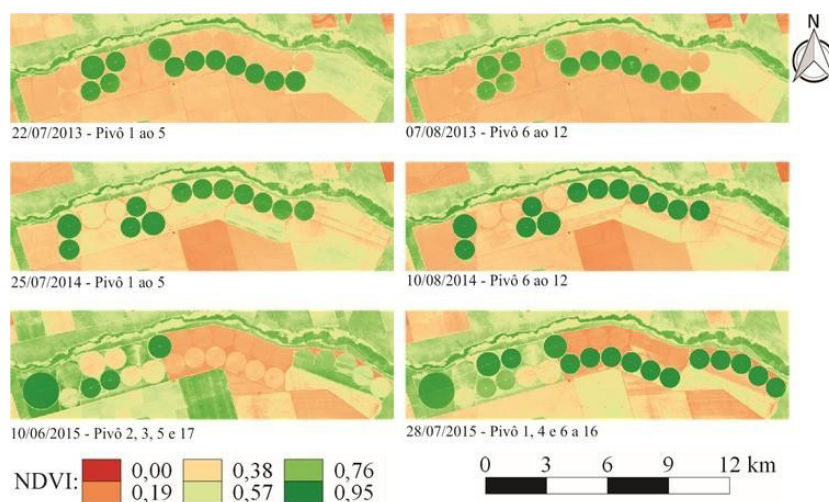 N
22/07/2013 - Pivô 1 ao 5
07/08/2013 - Pivô 6 ao 12
25/07/2014 - Pivô 1 ao 5
10/08/2014 - Pivô 6 ao 12
10/06/2015 - Pivô 2, 3, 5 e 17
28/07/2015 - Pivô 1, 4 e 6 a 16
NDVI: 0,00 0,38 0,76
0,19 0,57 0,95
0 3 6 9 12 km